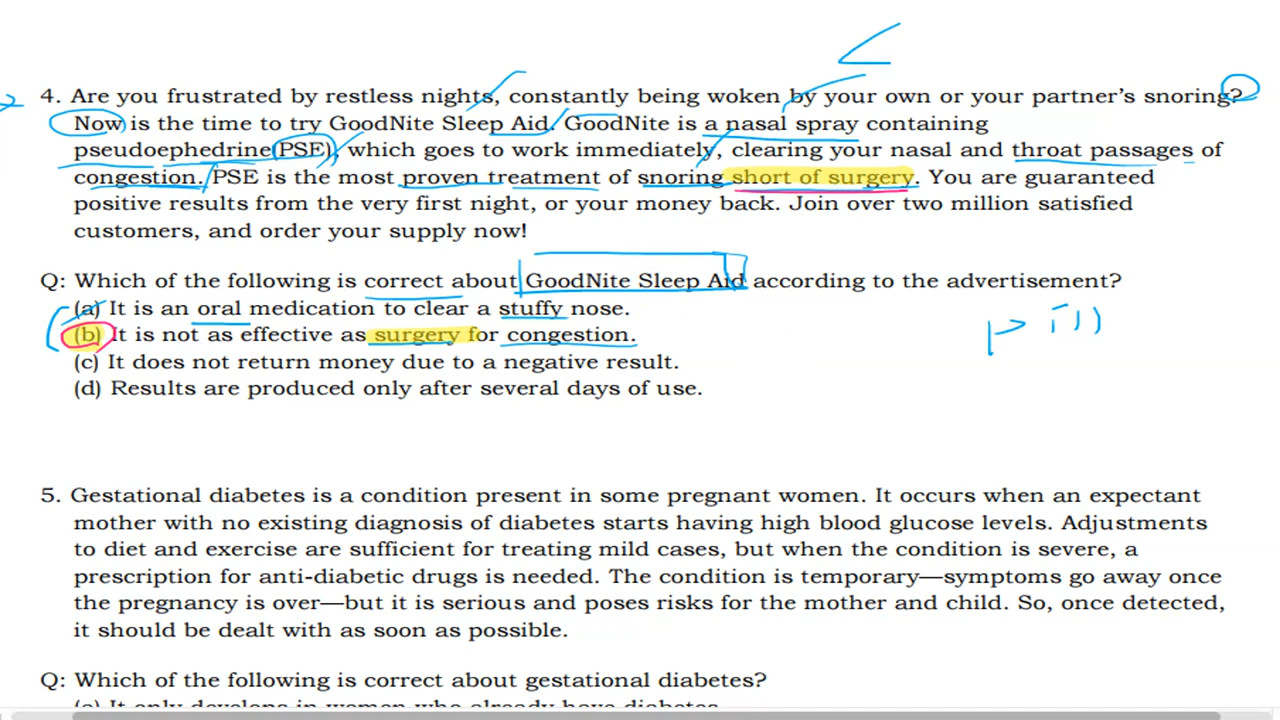 4. Are you frustrated by restless nights, constantly being woken by your own or your partner's snoring?
Now is the time to try GoodNite Sleep Aid. GoodNite is a nasal spray containing
pseudoephedrine(PSE), which goes to work immediately, clearing your nasal and throat passages of
congestion. PSE is the most proven treatment of snoring short of surgery. You are guaranteed
positive results from the very first night, or your money back. Join over two million satisfied
customers, and order your supply now!
Q: Which of the following is correct about GoodNite Sleep Aid according to the advertisement?
(a) It is an oral medication to clear a stuffy nose.
(b) It is not as effective as surgery for congestion.
pill
(c) It does not return money due to a negative result.
(d) Results are produced only after several days of use.
5. Gestational diabetes is a condition present in some pregnant women. It occurs when an expectant
mother with no existing diagnosis of diabetes starts having high blood glucose levels. Adjustments
to diet and exercise are sufficient for treating mild cases, but when the condition is severe, a
prescription for anti-diabetic drugs is needed. The condition is temporary—symptoms go away once
the pregnancy is over—but it is serious and poses risks for the mother and child. So, once detected,
it should be dealt with as soon as possible.
Q: Which of the following is correct about gestational diabetes?
(a) It only develops in women who already have diabetes.